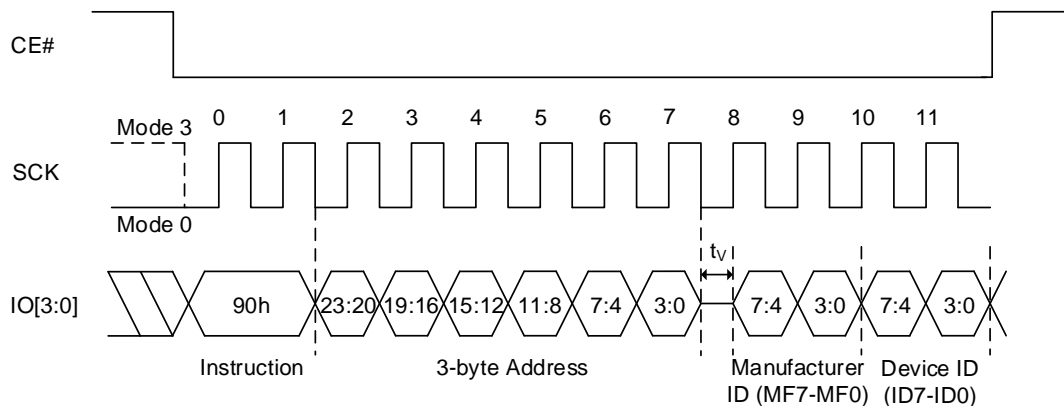 CE#
0 1 2 3 4 5 6 7 8 9 10 11
Mode 3
SCK
Mode 0
tV
IO[3:0]
90h 23:20 19:16 15:12 11:8 7:4 3:0 7:4 3:0 7:4 3:0
Instruction 3-byte Address Manufacturer Device ID
ID (MF7-MF0) (ID7-ID0)